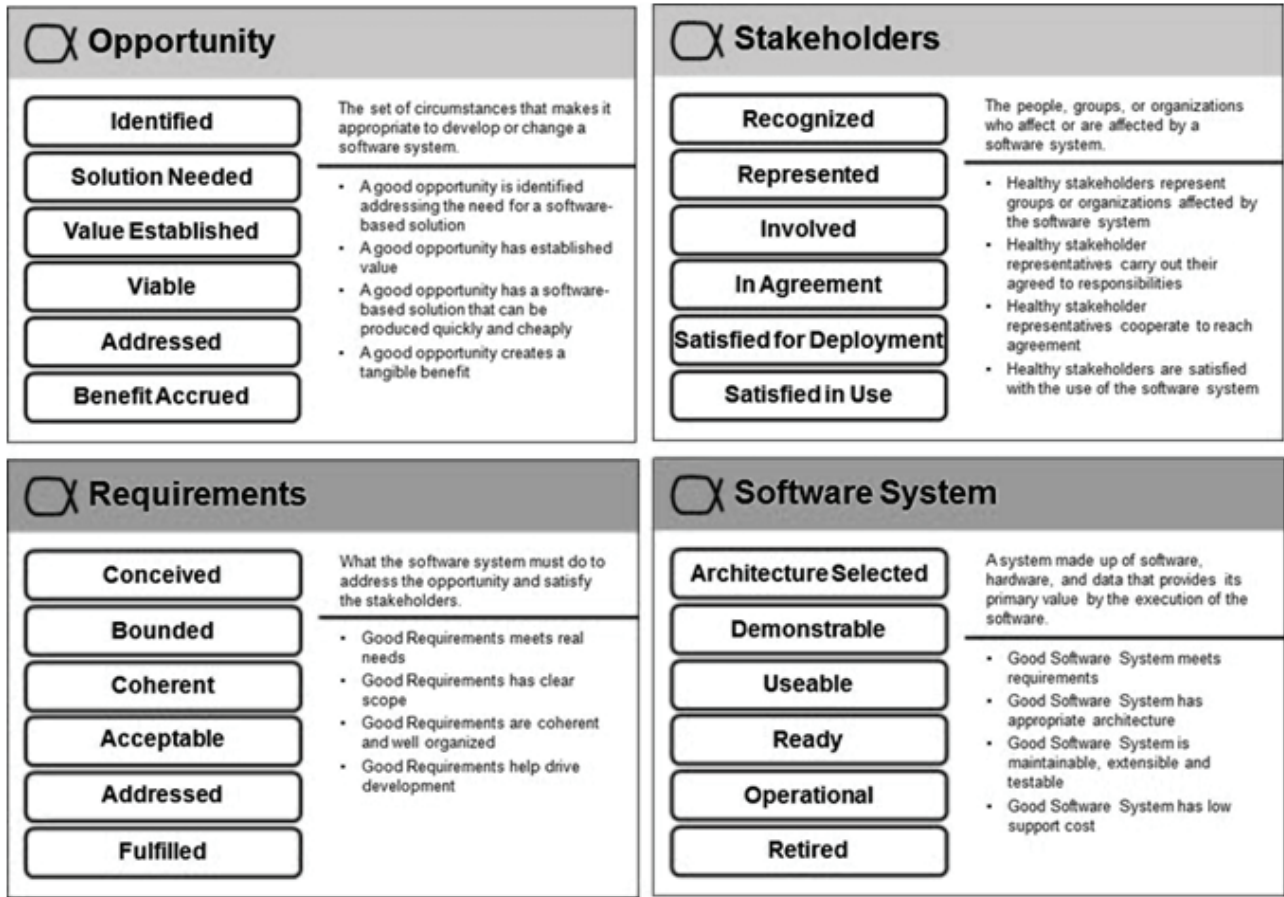 Opportunity
Identified
Solution Needed
Value Established
Viable
Addressed
Benefit Accrued
The set of circumstances that makes it
appropriate to develop or change a
software system.
• A good opportunity is identified
addressing the need for a software-
based solution
• A good opportunity has established
value
• A good opportunity has a software-
based solution that can be
produced quickly and cheaply
• A good opportunity creates a
tangible benefit
Stakeholders
Recognized
Represented
Involved
In Agreement
Satisfied for Deployment
Satisfied in Use
The people, groups, or organizations
who affect or are affected by a
software system.
• Healthy stakeholders represent
groups or organizations affected by
the software system
• Healthy stakeholder
representatives carry out their
agreed to responsibilities
• Healthy stakeholder
representatives cooperate to reach
agreement
• Healthy stakeholders are satisfied
with the use of the software system
Requirements
Conceived
Bounded
Coherent
Acceptable
Addressed
Fulfilled
What the software system must do to
address the opportunity and satisfy
the stakeholders.
• Good Requirements meets real
needs
• Good Requirements has clear
scope
• Good Requirements are coherent
and well organized
• Good Requirements help drive
development
Software System
Architecture Selected
Demonstrable
Useable
Ready
Operational
Retired
A system made up of software,
hardware, and data that provides its
primary value by the execution of the
software.
• Good Software System meets
requirements
• Good Software System has
appropriate architecture
• Good Software System is
maintainable, extensible and
testable
• Good Software System has low
support cost